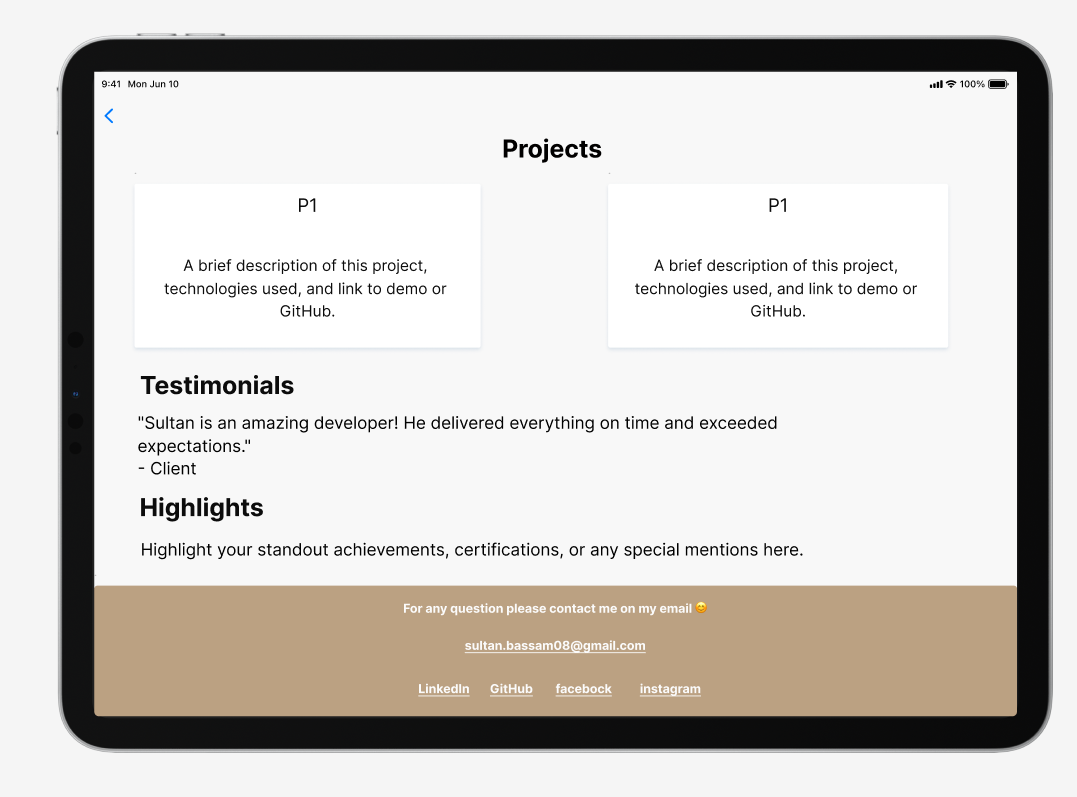 9:41 Mon Jun 10 100%
Projects
P1
A brief description of this project,
technologies used, and link to demo or
GitHub.
P1
A brief description of this project,
technologies used, and link to demo or
GitHub.
Testimonials
"Sultan is an amazing developer! He delivered everything on time and exceeded
expectations."
- Client
Highlights
Highlight your standout achievements, certifications, or any special mentions here.
For any question please contact me on my email 😊
sultan.bassam08@gmail.com
LinkedIn GitHub facebock instagram